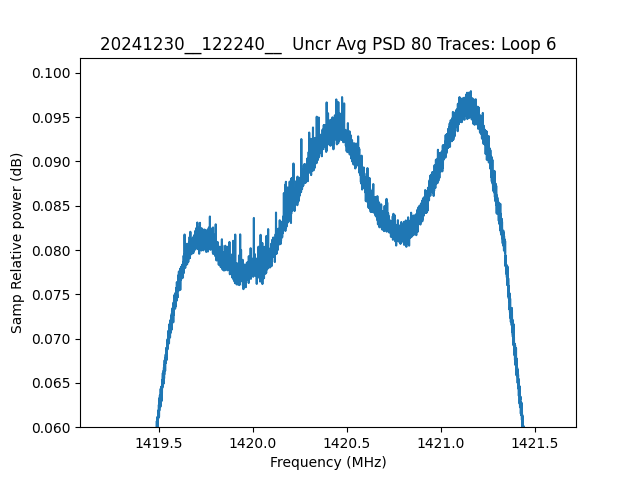 20241230__122240__  Uncr Avg PSD 80 Traces: Loop 6
Samp Relative power (dB)
0.100
0.095
0.090
0.085
0.080
0.075
0.070
0.065
0.060
1419.5 1420.0 1420.5 1421.0 1421.5
Frequency (MHz)